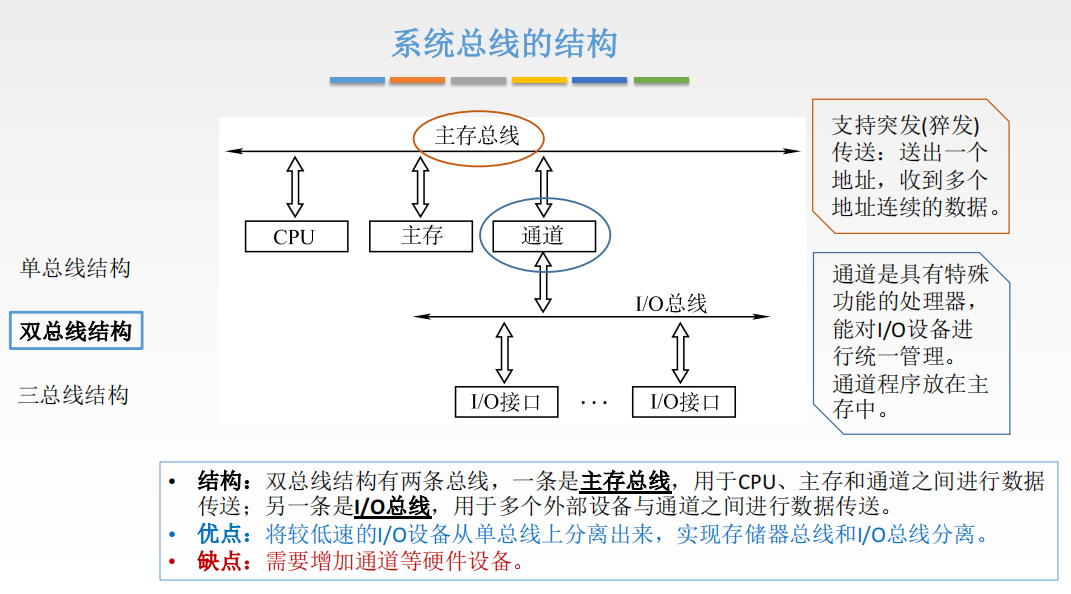 系统总线的结构
主存总线
CPU
主存
通道
I/O总线
I/O接口
···
I/O接口
支持突发(猝发)
传送：送出一个
地址，收到多个
地址连续的数据。
通道是具有特殊
功能的处理器，
能对I/O设备进
行统一管理。
通道程序放在主
存中。
单总线结构
双总线结构
三总线结构
• 结构：双总线结构有两条总线，一条是主存总线，用于CPU、主存和通道之间进行数据
传送；另一条是I/O总线，用于多个外部设备与通道之间进行数据传送。
• 优点：将较低速的I/O设备从单总线上分离出来，实现存储器总线和I/O总线分离。
• 缺点：需要增加通道等硬件设备。